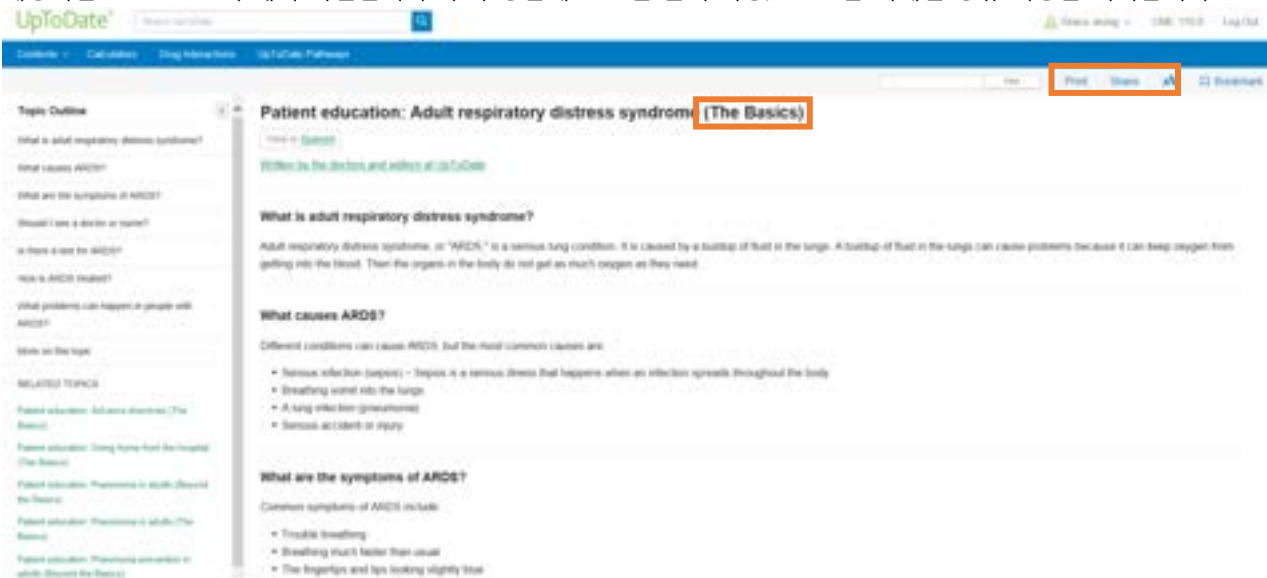 UpToDate®
Contents Calculators Drug Interactions UpToDate Pathways
Find Print Share Bookmark
Log Out
Topic Outline
What is adult respiratory distress syndrome?
What causes ARDS?
What are the symptoms of ARDS?
Should I see a doctor or nurse?
Is there a test for ARDS?
How is ARDS treated?
What problems can happen in people with
ARDS?
More on this topic
RELATED TOPICS
Patient education: Advance directives (The
Basics)
Patient education: Going home from the hospital
(The Basics)
Patient education: Pneumonia in adults (Beyond
the Basics)
Patient education: Pneumonia in adults (The
Basics)
Patient education: Pneumonia prevention in
adults (Beyond the Basics)
Patient education: Adult respiratory distress syndrome (The Basics)
View in Spanish
Written by the doctors and editors at UpToDate
What is adult respiratory distress syndrome?
Adult respiratory distress syndrome, or "ARDS," is a serious lung condition. It is caused by a buildup of fluid in the lungs. A buildup of fluid in the lungs can cause problems because it can keep oxygen from
getting into the blood. Then the organs in the body do not get as much oxygen as they need.
What causes ARDS?
Different conditions can cause ARDS, but the most common causes are:
• Serious infection (sepsis) – Sepsis is a serious illness that happens when an infection spreads throughout the body
• Breathing vomit into the lungs
• A lung infection (pneumonia)
• Serious accident or injury
What are the symptoms of ARDS?
Common symptoms of ARDS include:
• Trouble breathing
• Breathing much faster than usual
• The fingertips and lips looking slightly blue